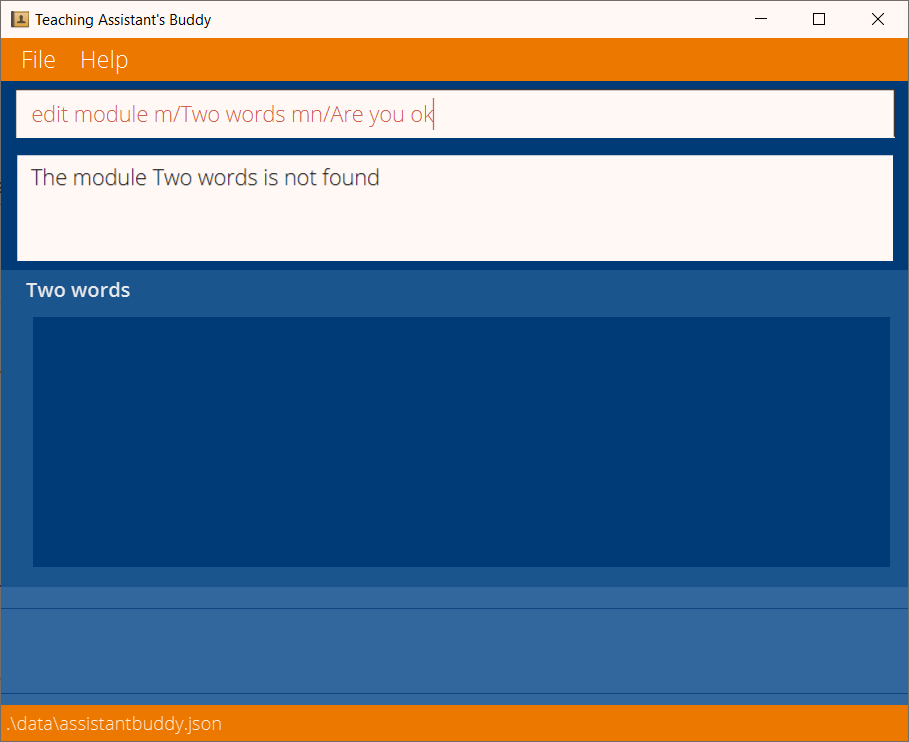 Teaching Assistant's Buddy
File Help
edit module m/Two words mn/Are you ok
The module Two words is not found
Two words
.\data\assistantbuddy.json